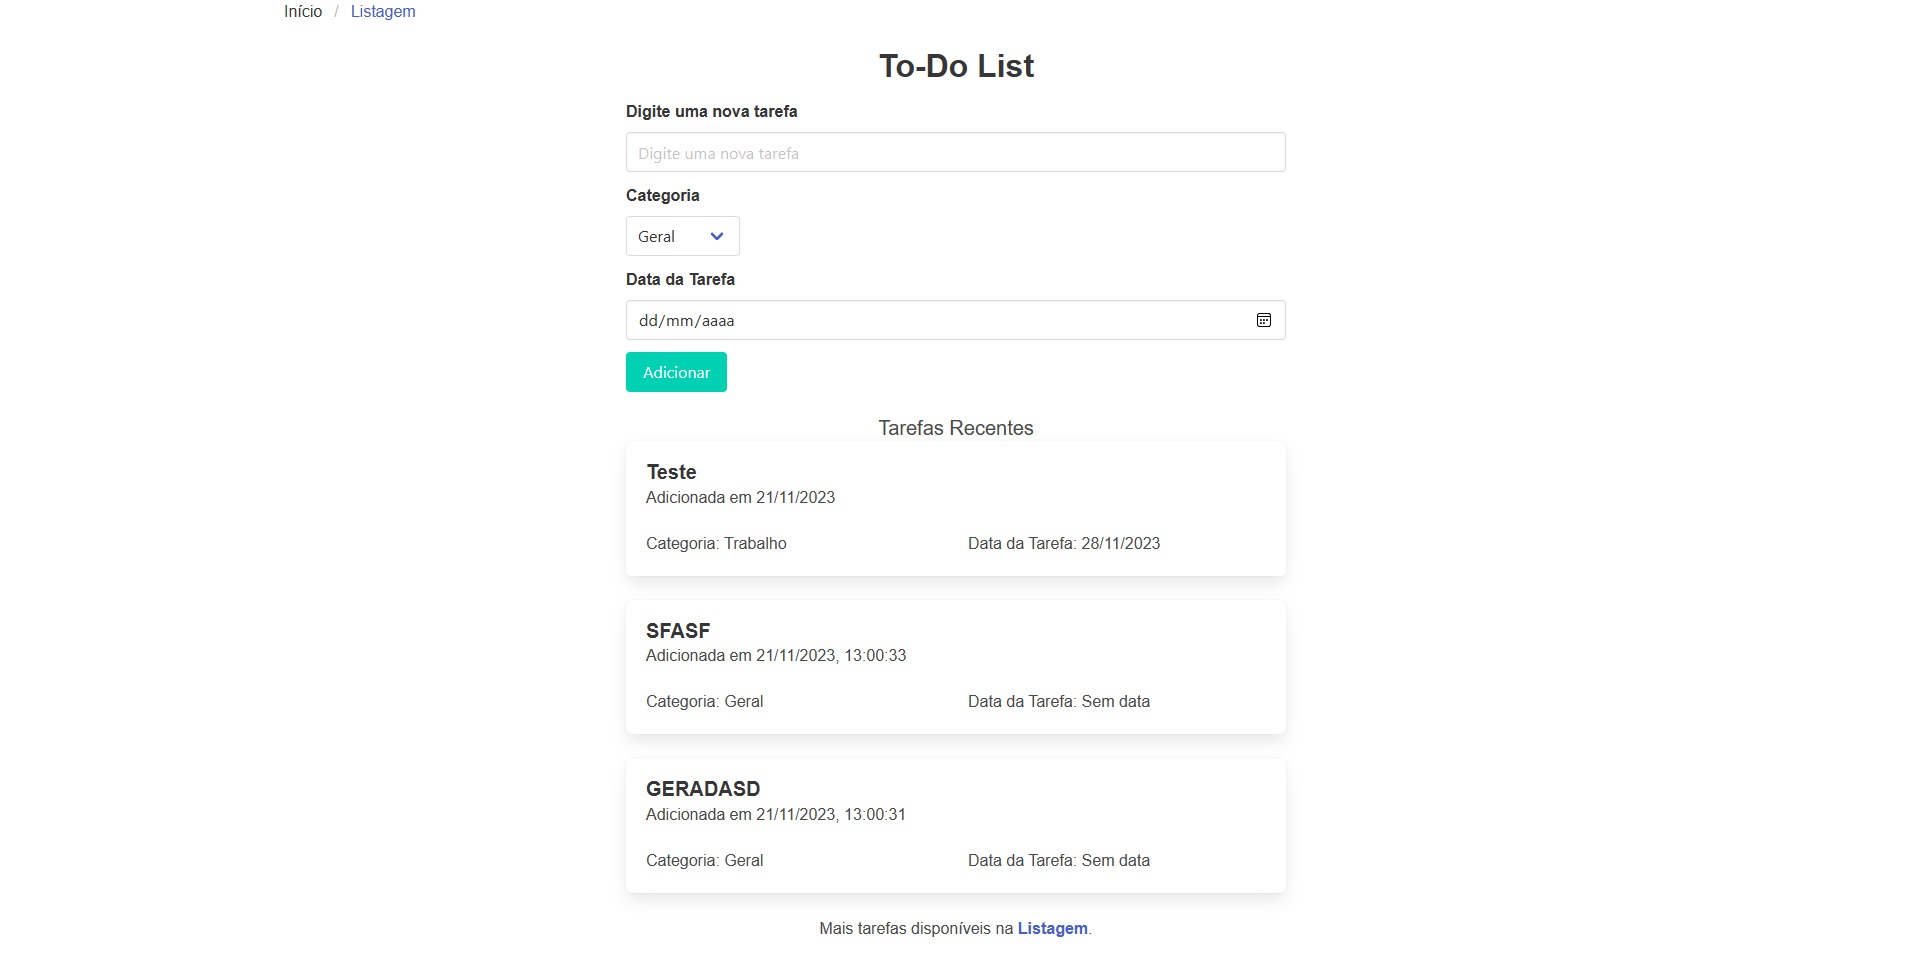 Início / Listagem
To-Do List
Digite uma nova tarefa
Digite uma nova tarefa
Categoria
Geral
Data da Tarefa
dd/mm/aaaa
Adicionar
Tarefas Recentes
Teste
Adicionada em 21/11/2023
Categoria: Trabalho Data da Tarefa: 28/11/2023
SFASF
Adicionada em 21/11/2023, 13:00:33
Categoria: Geral Data da Tarefa: Sem data
GERADASD
Adicionada em 21/11/2023, 13:00:31
Categoria: Geral Data da Tarefa: Sem data
Mais tarefas disponíveis na Listagem.